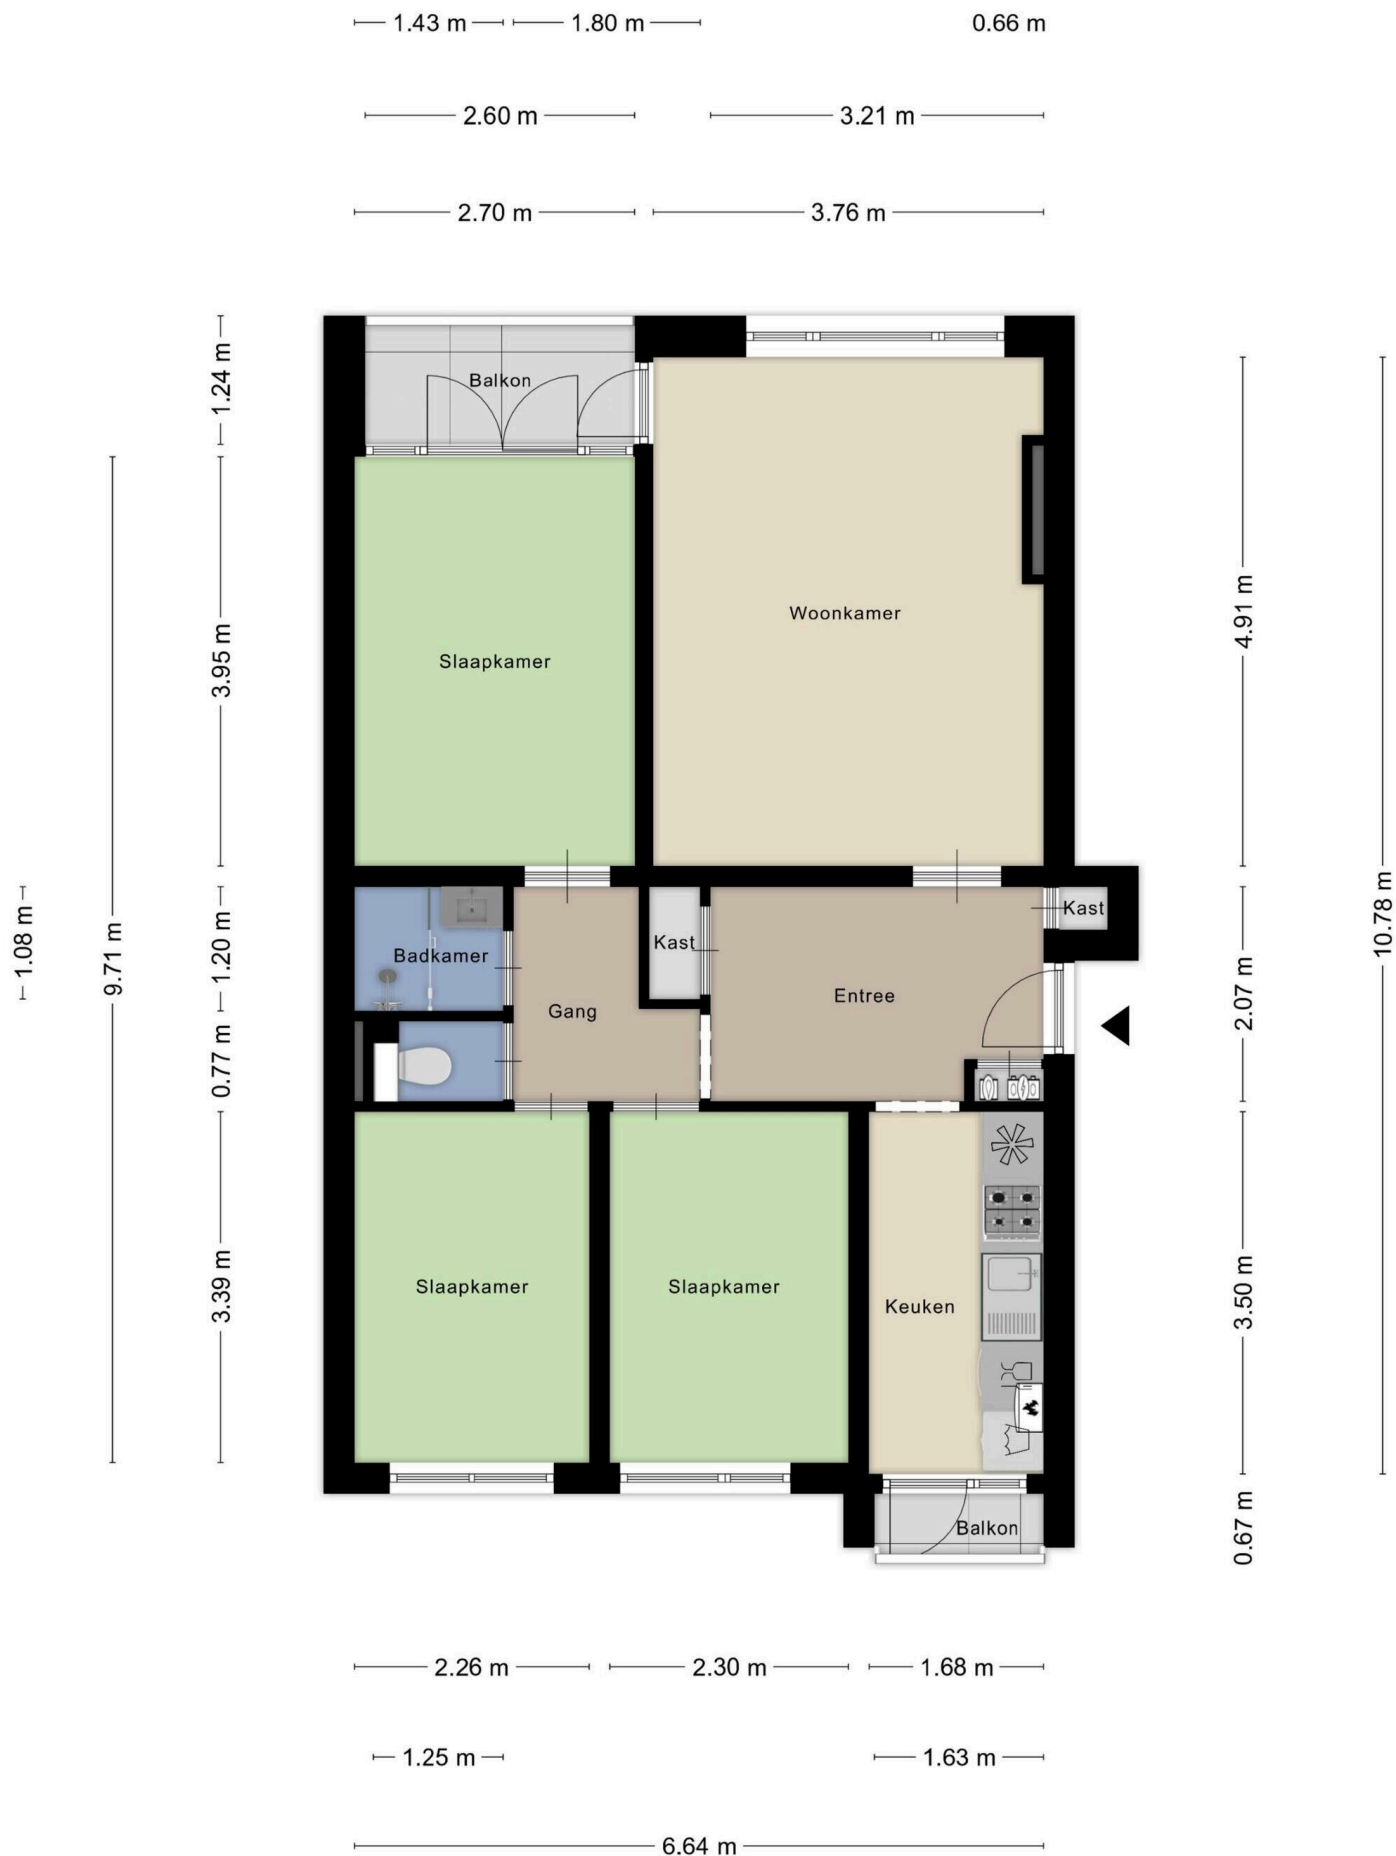 1.43 m
1.80 m
0.66 m
2.60 m
3.21 m
2.70 m
3.76 m
1.24 m
Balkon
3.95 m
4.91 m
Woonkamer
Slaapkamer
1.08 m
9.71 m
1.20 m
10.78 m
Kast
Kast
Badkamer
Entree
2.07 m
Gang
0.77 m
3.39 m
Slaapkamer
Slaapkamer
Keuken
3.50 m
Balkon
0.67 m
2.26 m
2.30 m
1.68 m
1.25 m
1.63 m
6.64 m